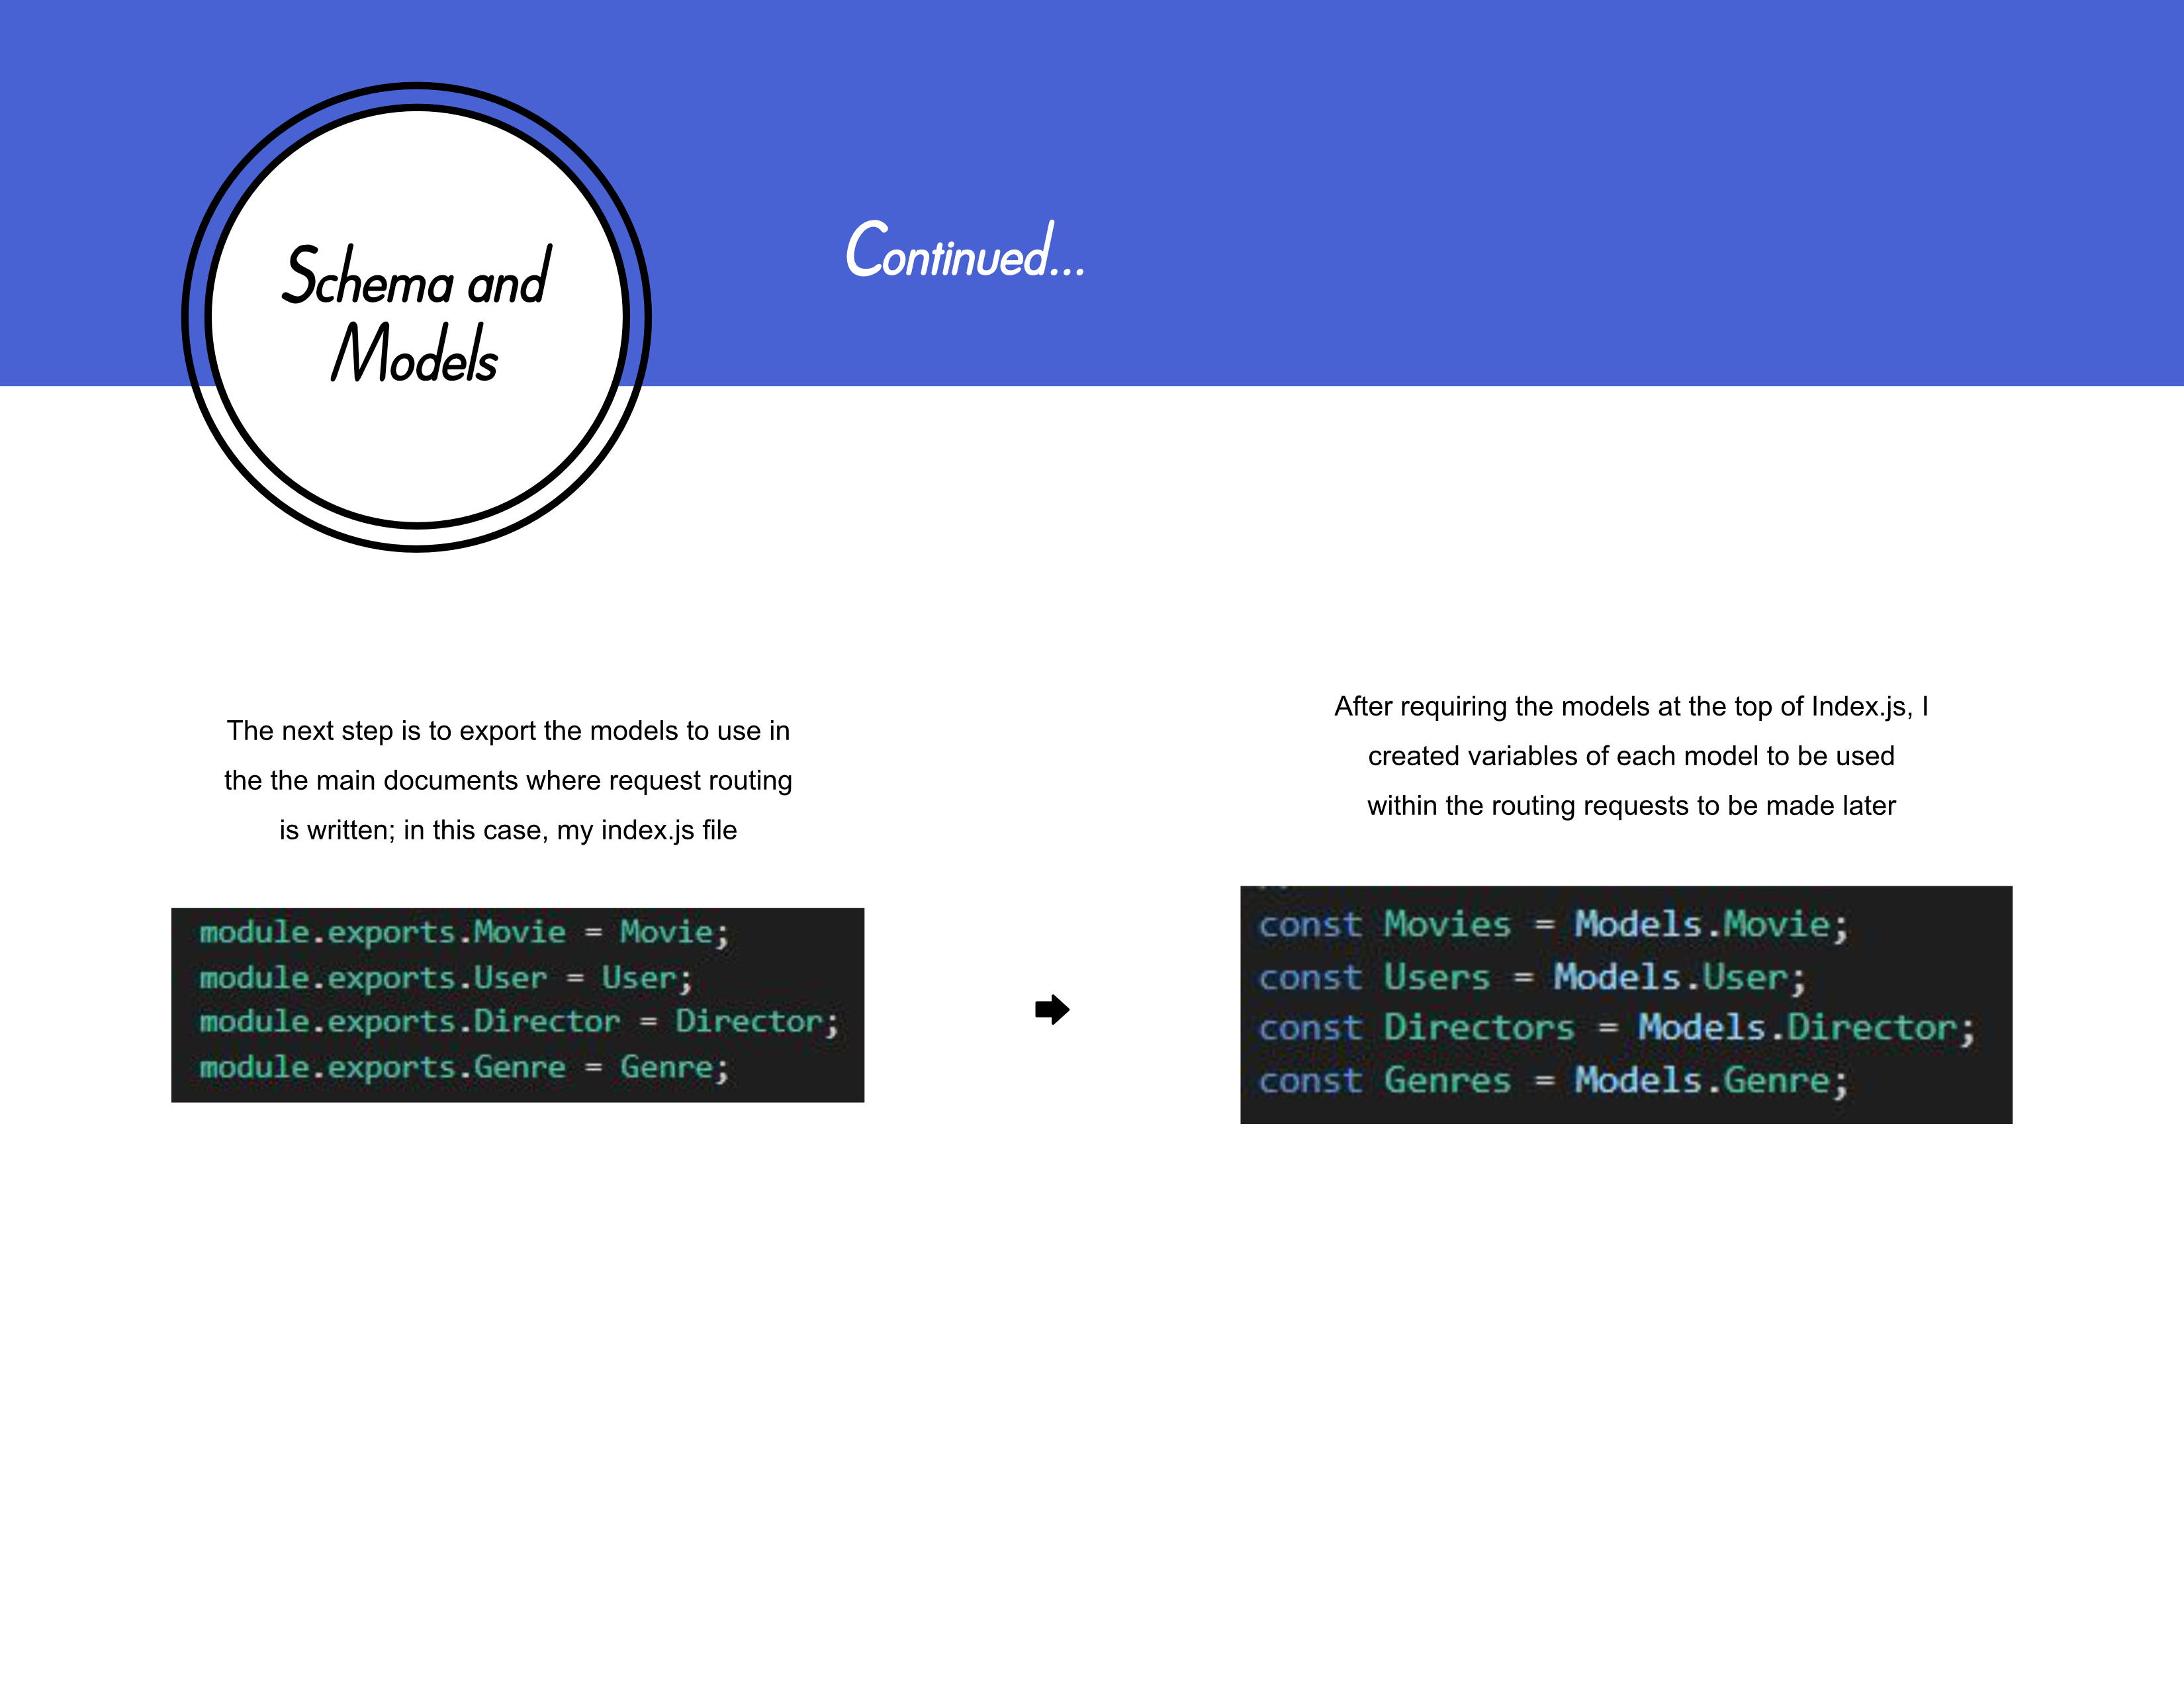 Schema and
Models
Continued...
The next step is to export the models to use in
the the main documents where request routing
is written; in this case, my index.js file
module.exports.Movie = Movie;
module.exports.User = User;
module.exports.Director = Director;
module.exports.Genre = Genre;
After requiring the models at the top of Index.js, I
created variables of each model to be used
within the routing requests to be made later
const Movies = Models.Movie;
const Users = Models.User;
const Directors = Models.Director;
const Genres = Models.Genre;